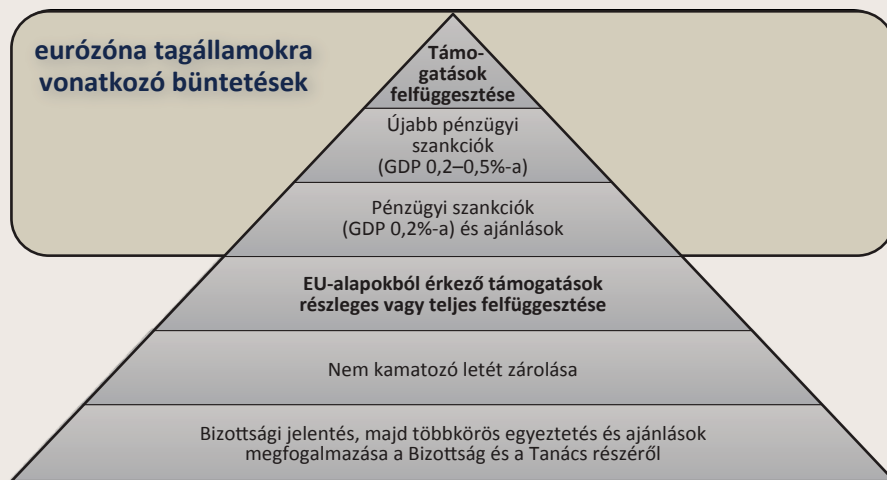 eurózóna tagállamokra
vonatkozó büntetések
Támo-
gatások
felfüggesztése
Újabb pénzügyi
szankciók
(GDP 0,2–0,5%-a)
Pénzügyi szankciók
(GDP 0,2%-a) és ajánlások
EU-alapokból érkező támogatások
részleges vagy teljes felfüggesztése
Nem kamatozó letét zárolása
Bizottsági jelentés, majd többkörös egyeztetés és ajánlások
megfogalmazása a Bizottság és a Tanács részéről